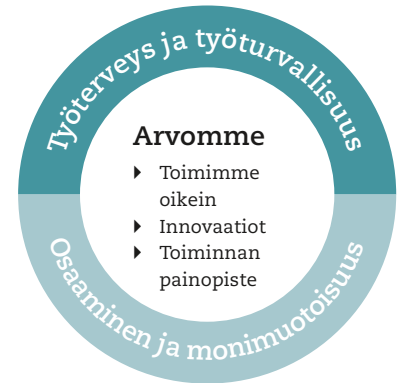 Työterveys ja työturvallisuus
Arvomme
Toimimme
oikein
Innovaatiot
Toiminnan
painopiste
Osaaminen ja monimuotoisuus